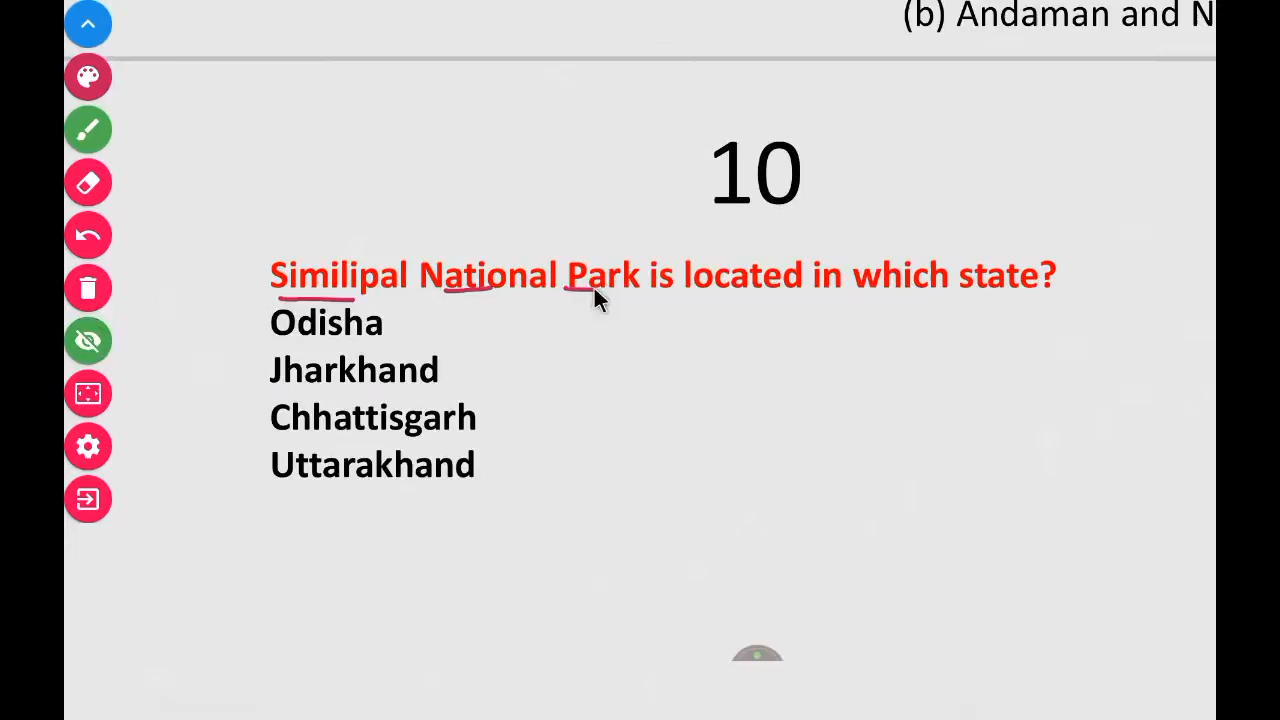 (b) Andaman and N
10
Similipal National Park is located in which state?
Odisha
Jharkhand
Chhattisgarh
Uttarakhand